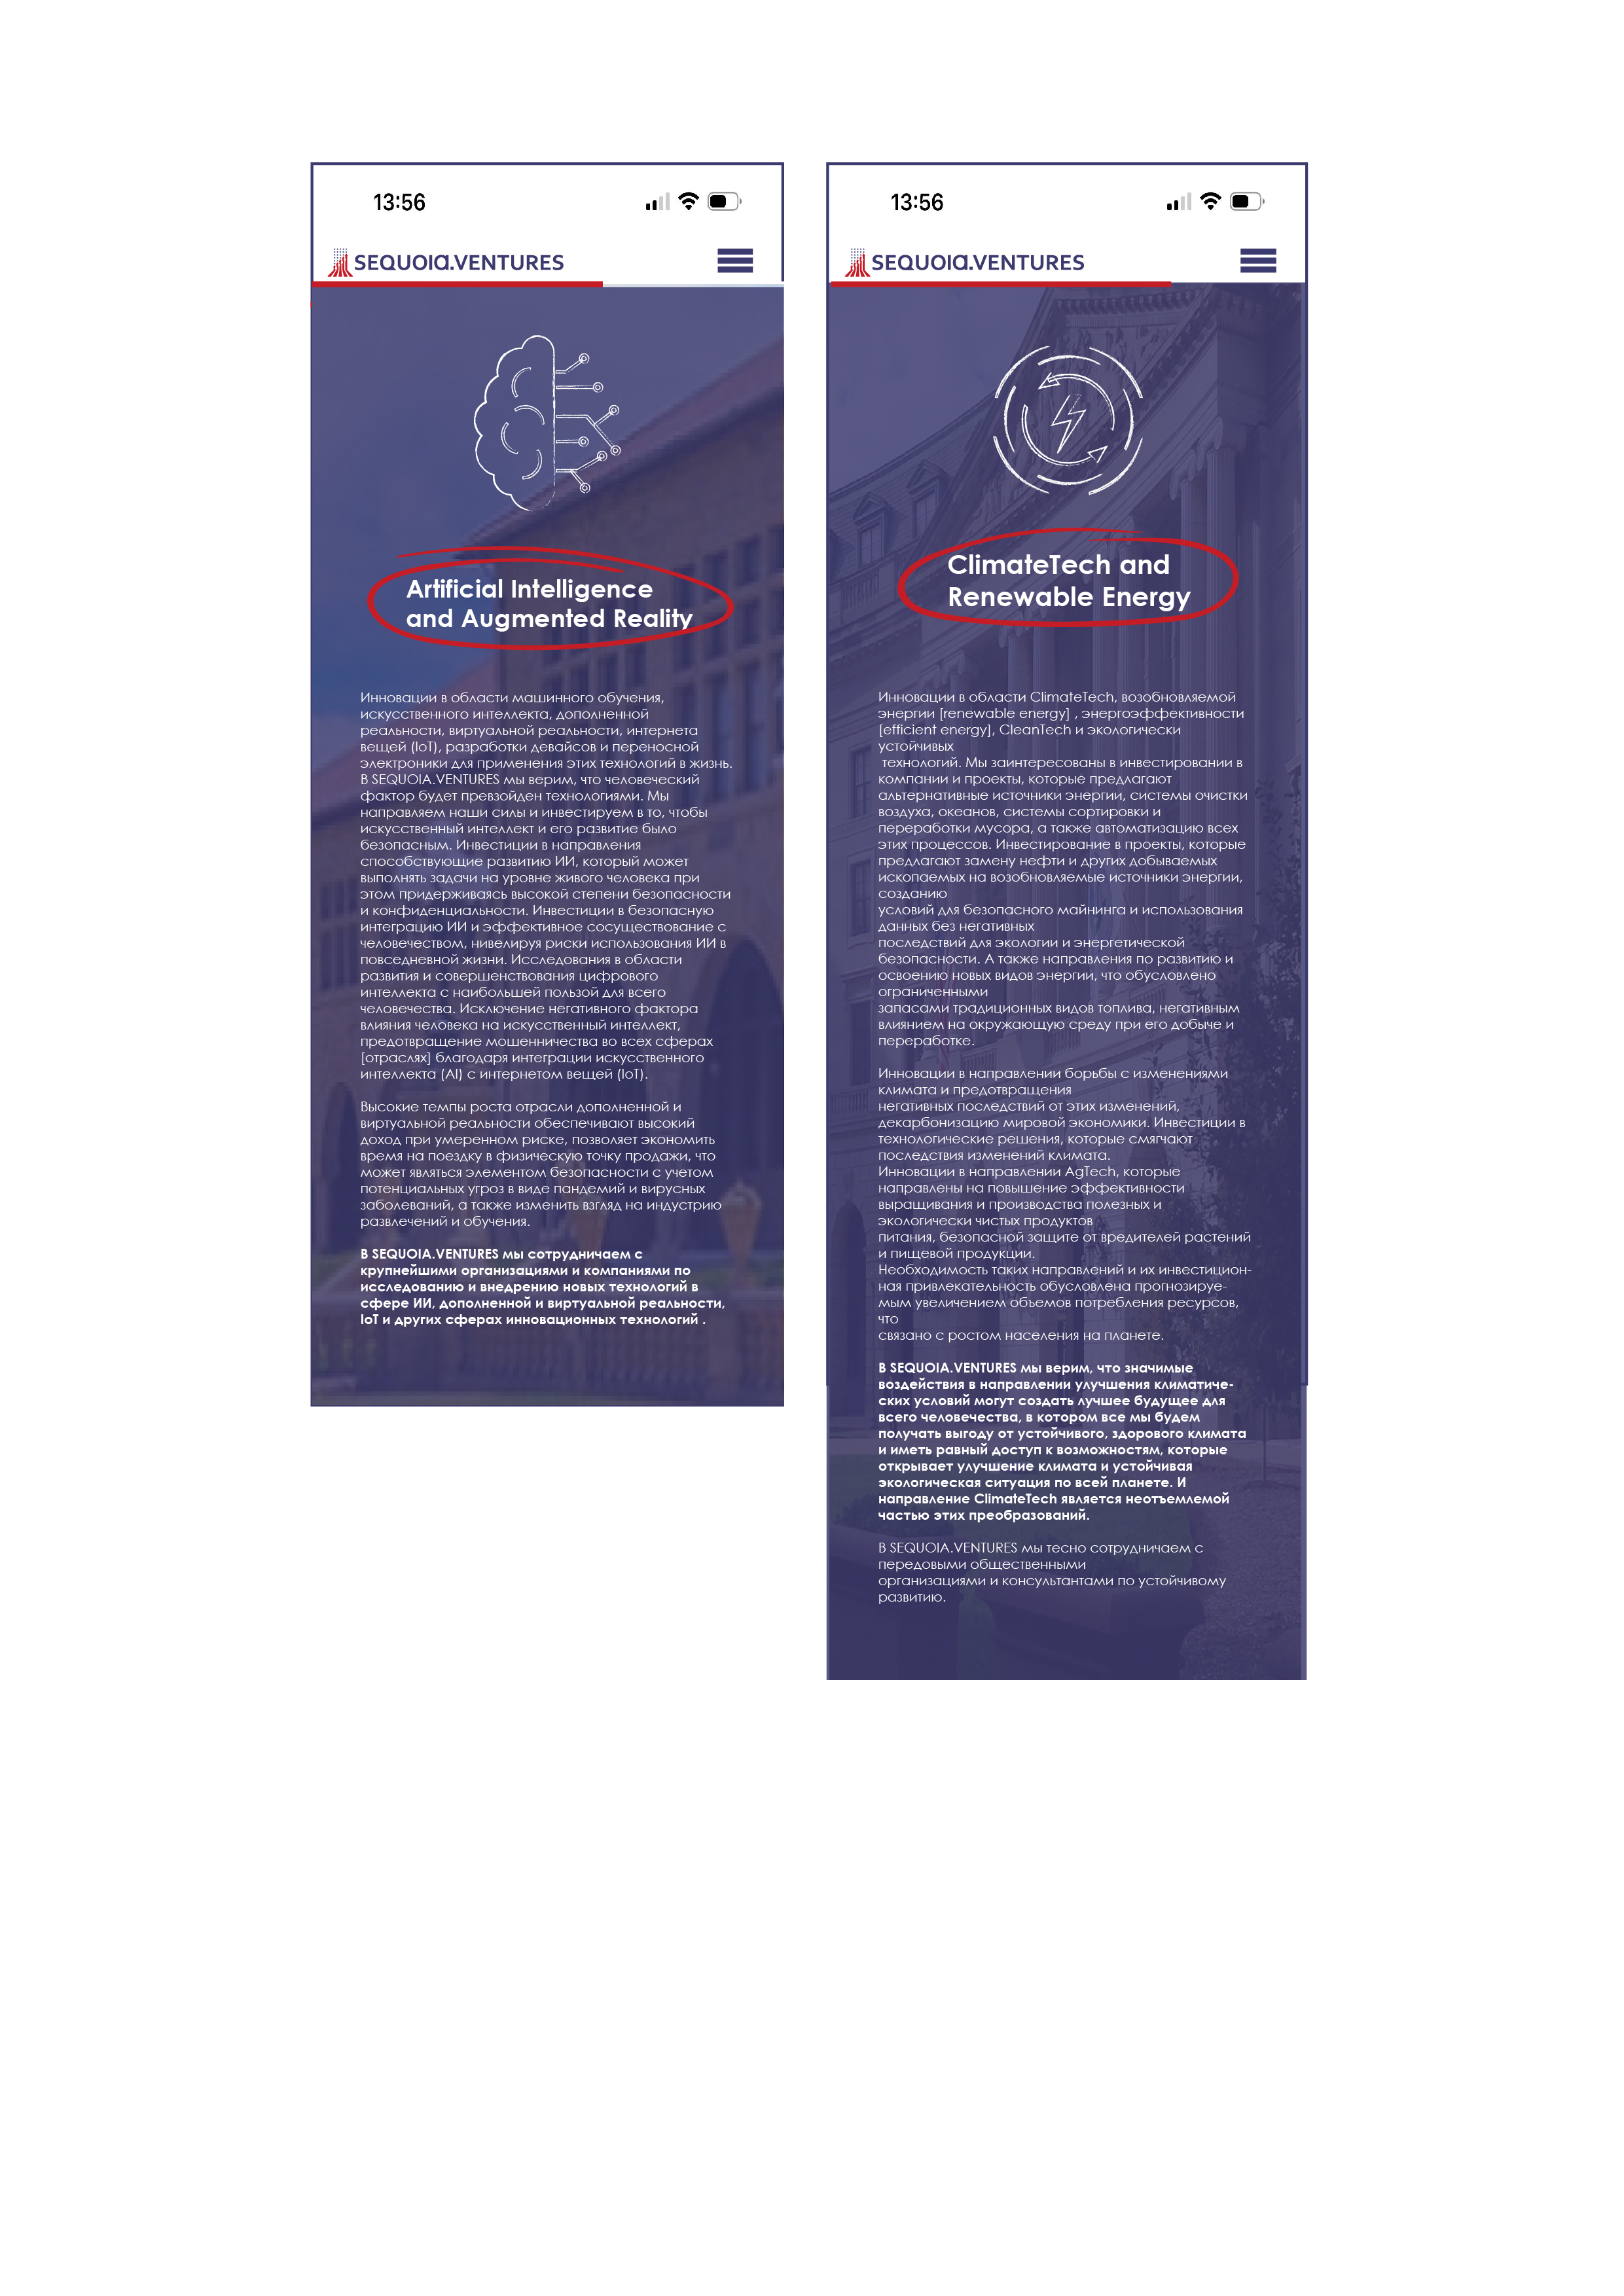 13:56
SEQUOIA.VENTURES
Artificial Intelligence
and Augmented Reality
Инновации в области машинного обучения,
искусственного интеллекта, дополненной
реальности, виртуальной реальности, интернета
вещей (IoT), разработки девайсов и переносной
электроники для применения этих технологий в жизнь.
В SEQUOIA.VENTURES мы верим, что человеческий
фактор будет превзойден технологиями. Мы
направляем наши силы и инвестируем в то, чтобы
искусственный интеллект и его развитие было
безопасным. Инвестиции в направления
способствующие развитию ИИ, который может
выполнять задачи на уровне живого человека при
этом придерживаясь высокой степени безопасности
и конфиденциальности. Инвестиции в безопасную
интеграцию ИИ и эффективное сосуществование с
человечеством, нивелируя риски использования ИИ в
повседневной жизни. Исследования в области
развития и совершенствования цифрового
интеллекта с наибольшей пользой для всего
человечества. Исключение негативного фактора
влияния человека на искусственный интеллект,
предотвращение мошенничества во всех сферах
[отраслях] благодаря интеграции искусственного
интеллекта (AI) с интернетом вещей (IoT).
Высокие темпы роста отрасли дополненной и
виртуальной реальности обеспечивают высокий
доход при умеренном риске, позволяет экономить
время на поездку в физическую точку продажи, что
может являться элементом безопасности с учетом
потенциальных угроз в виде пандемий и вирусных
заболеваний, а также изменить взгляд на индустрию
развлечений и обучения.
В SEQUOIA.VENTURES мы сотрудничаем с
крупнейшими организациями и компаниями по
исследованию и внедрению новых технологий в
сфере ИИ, дополненной и виртуальной реальности,
IoT и других сферах инновационных технологий .
13:56
SEQUOIA.VENTURES
ClimateTech and
Renewable Energy
Инновации в области ClimateTech, возобновляемой
энергии [renewable energy] , энергоэффективности
[efficient energy], CleanTech и экологически
устойчивых
технологий. Мы заинтересованы в инвестировании в
компании и проекты, которые предлагают
альтернативные источники энергии, системы очистки
воздуха, океанов, системы сортировки и
переработки мусора, а также автоматизацию всех
этих процессов. Инвестирование в проекты, которые
предлагают замену нефти и других добываемых
ископаемых на возобновляемые источники энергии,
созданию
условий для безопасного майнинга и использования
данных без негативных
последствий для экологии и энергетической
безопасности. А также направления по развитию и
освоению новых видов энергии, что обусловлено
ограниченными
запасами традиционных видов топлива, негативным
влиянием на окружающую среду при его добыче и
переработке.
Инновации в направлении борьбы с изменениями
климата и предотвращения
негативных последствий от этих изменений,
декарбонизацию мировой экономики. Инвестиции в
технологические решения, которые смягчают
последствия изменений климата.
Инновации в направлении AgTech, которые
направлены на повышение эффективности
выращивания и производства полезных и
экологически чистых продуктов
питания, безопасной защите от вредителей растений
и пищевой продукции.
Необходимость таких направлений и их инвестицион-
ная привлекательность обусловлена прогнозируе-
мым увеличением объемов потребления ресурсов,
что
связано с ростом населения на планете.
В SEQUOIA.VENTURES мы верим, что значимые
воздействия в направлении улучшения климатиче-
ских условий могут создать лучшее будущее для
всего человечества, в котором все мы будем
получать выгоду от устойчивого, здорового климата
и иметь равный доступ к возможностям, которые
открывает улучшение климата и устойчивая
экологическая ситуация по всей планете. И
направление ClimateTech является неотъемлемой
частью этих преобразований.
В SEQUOIA.VENTURES мы тесно сотрудничаем с
передовыми общественными
организациями и консультантами по устойчивому
развитию.